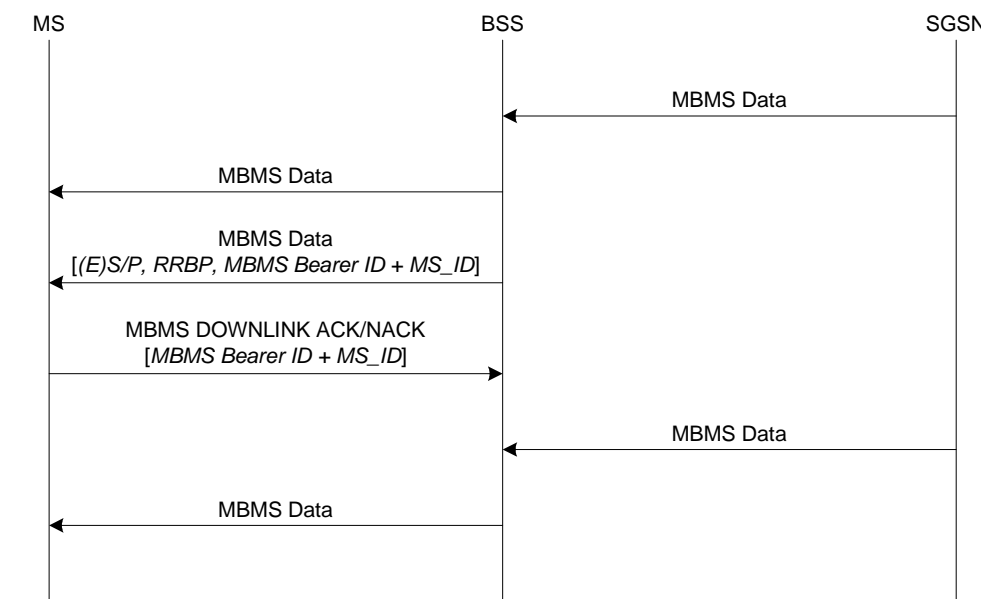 MS
BSS
SGSN
MBMS Data
MBMS Data
MBMS Data
[(E)S/P, RRBP, MBMS Bearer ID + MS_ID]
MBMS DOWNLINK ACK/NACK
[MBMS Bearer ID + MS_ID]
MBMS Data
MBMS Data